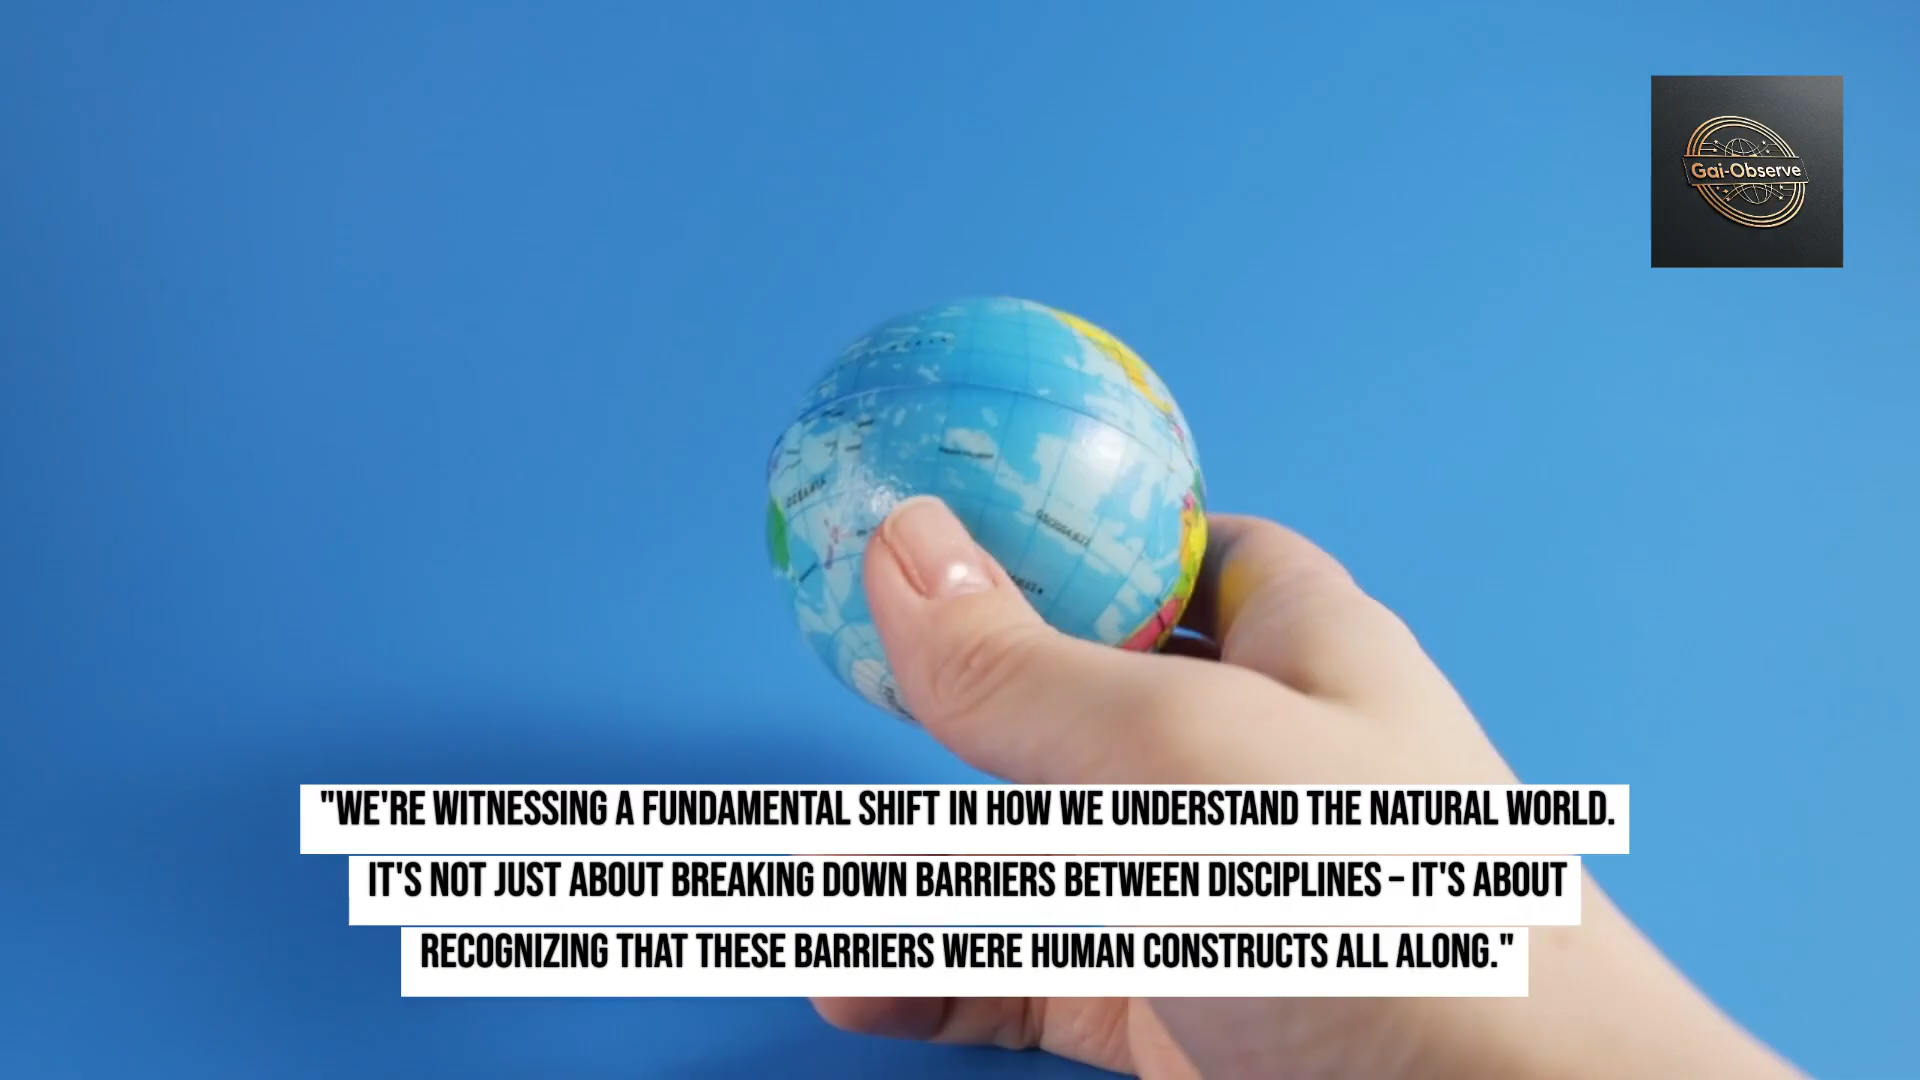 Gai-Observe
OCEANIA
"WE'RE WITNESSING A FUNDAMENTAL SHIFT IN HOW WE UNDERSTAND THE NATURAL WORLD.
IT'S NOT JUST ABOUT BREAKING DOWN BARRIERS BETWEEN DISCIPLINES – IT'S ABOUT
RECOGNIZING THAT THESE BARRIERS WERE HUMAN CONSTRUCTS ALL ALONG."